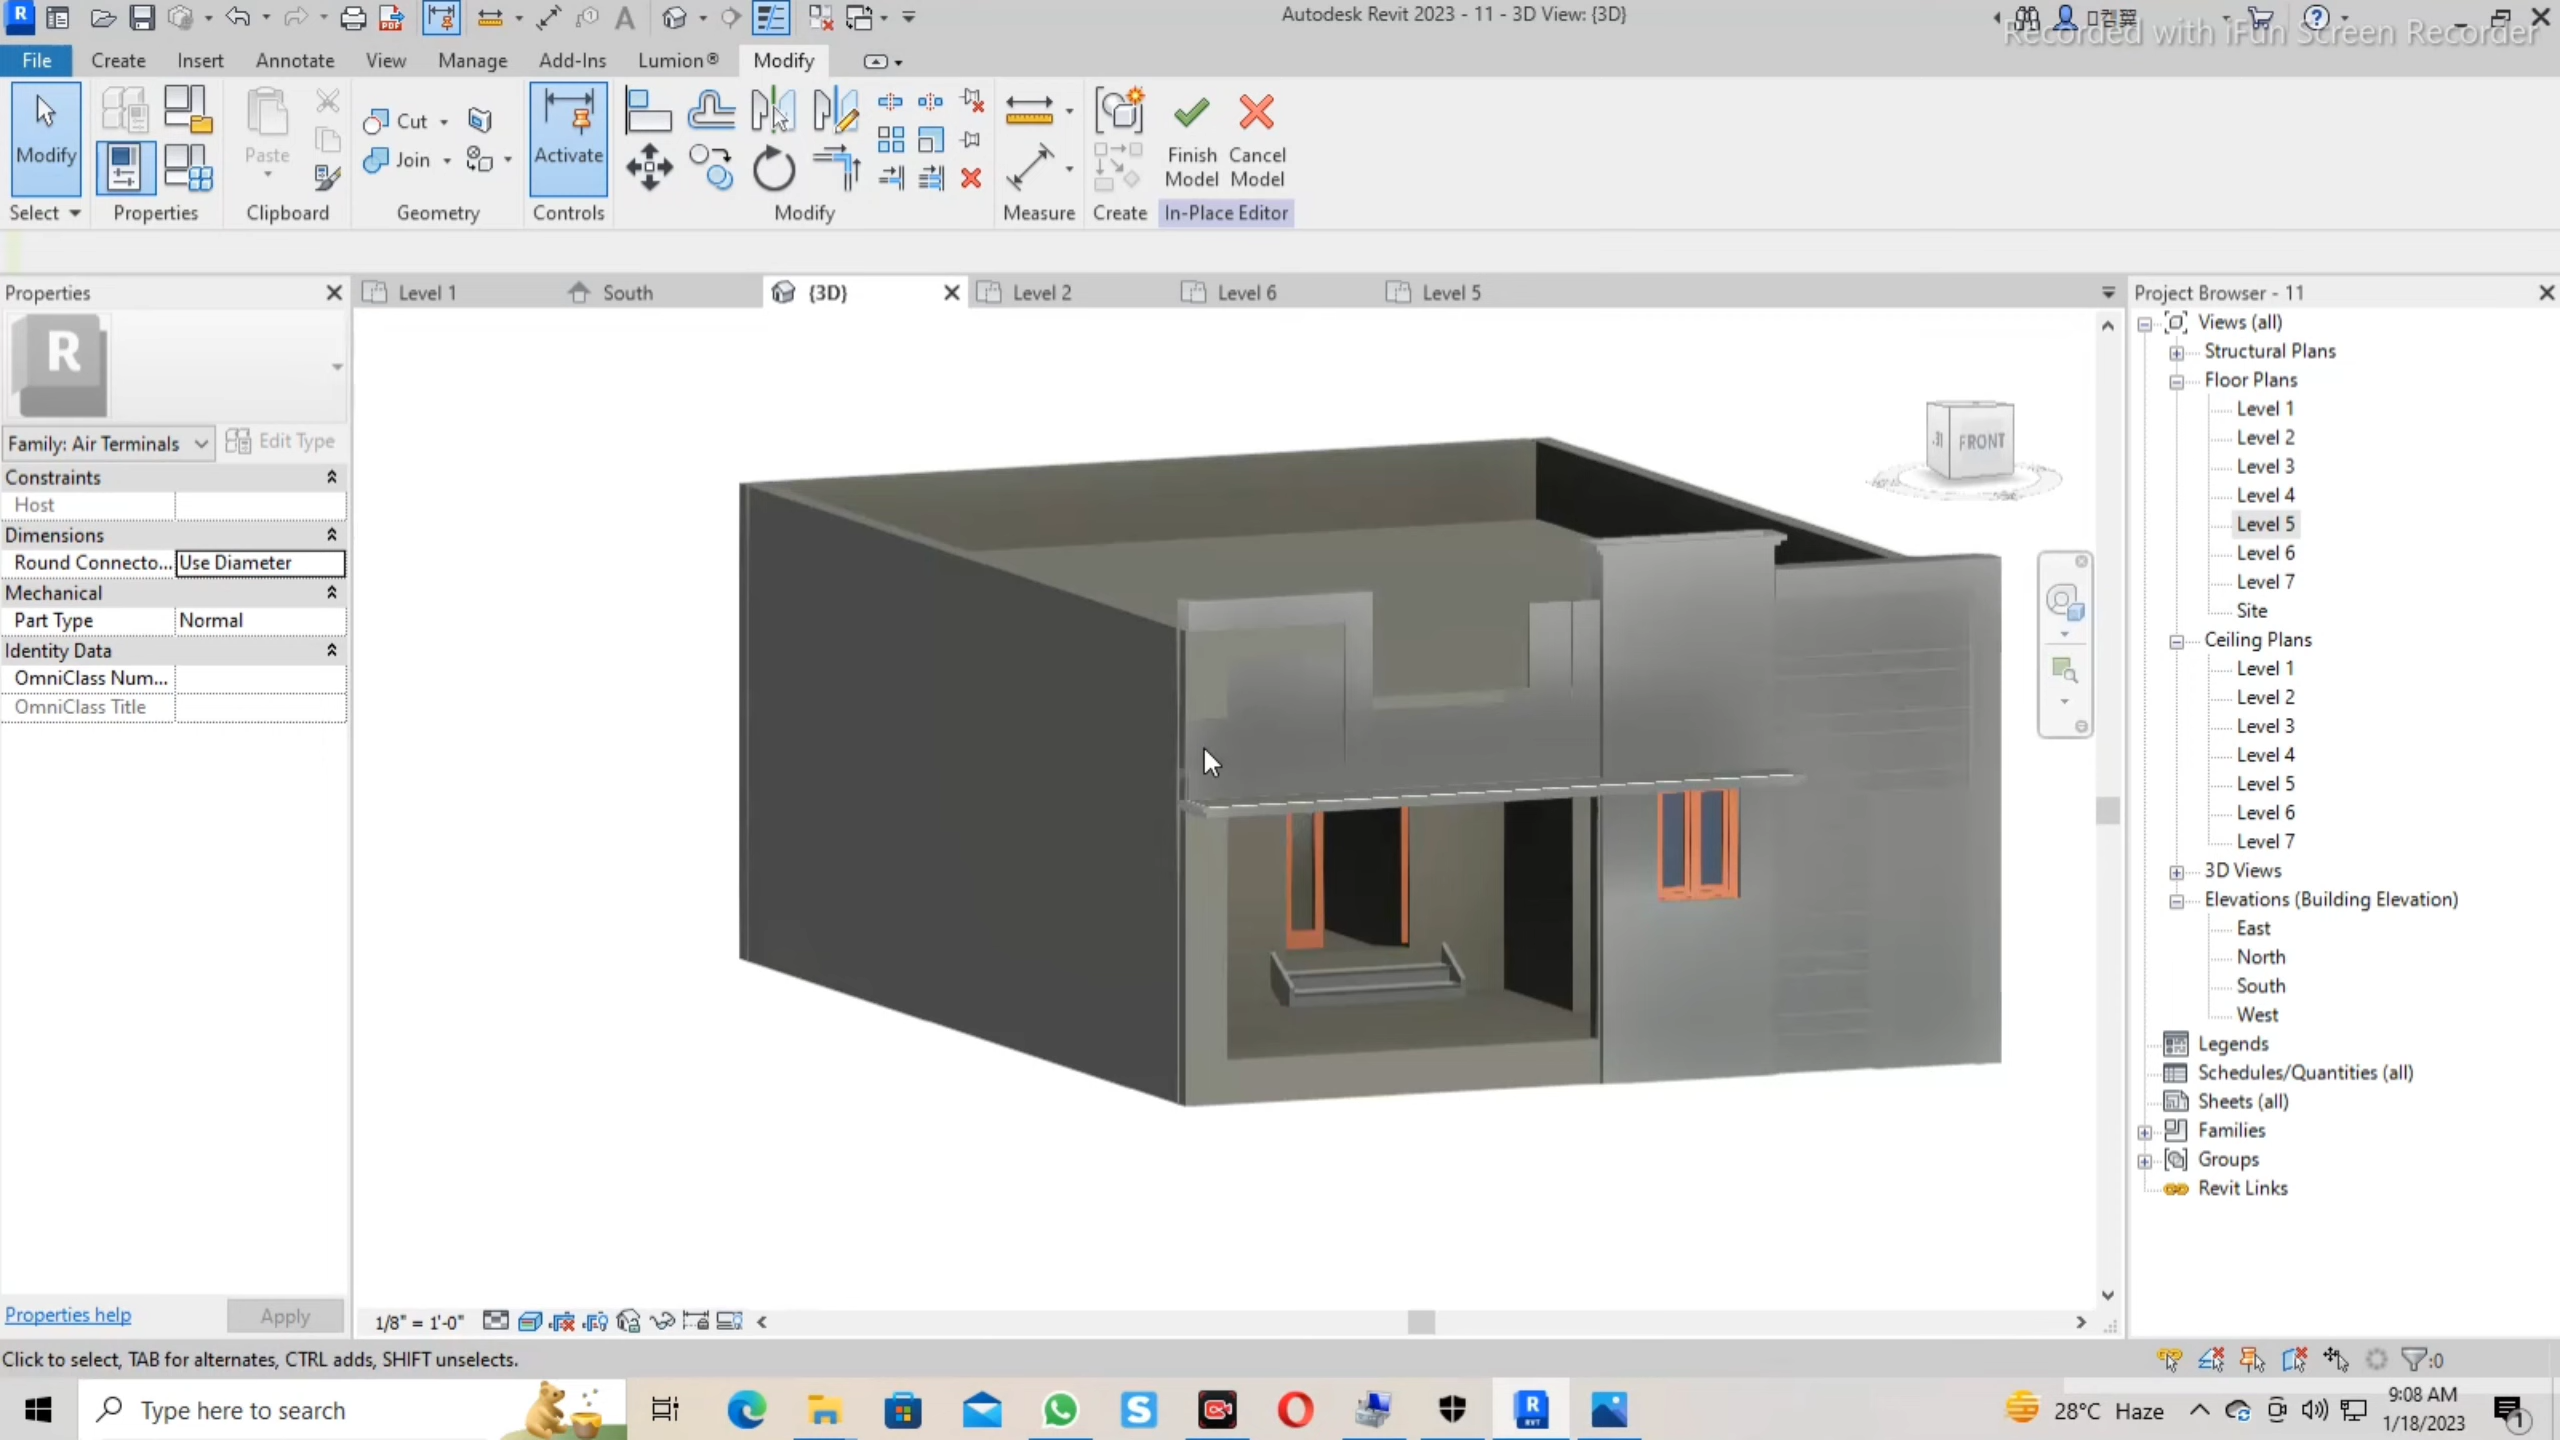 Autodesk Revit 2023 - 11 - 3D View: {3D}
Recorded with iFun Screen Recorder
File Create Insert Annotate View Manage Add-Ins Lumion® Modify
Modify
Paste
Cut
Join
Activate
Finish Model
Cancel Model
Select Properties Clipboard Geometry Controls Modify Measure Create In-Place Editor
Properties
Level 1 South {3D} Level 2 Level 6 Level 5
Project Browser - 11
R
Family: Air Terminals
Edit Type
Constraints
Host
Dimensions
Round Connecto... Use Diameter
Mechanical
Part Type Normal
Identity Data
OmniClass Num...
OmniClass Title
Properties help
Apply
FRONT
1/8" = 1'-0"
Views (all)
Structural Plans
Floor Plans
Level 1
Level 2
Level 3
Level 4
Level 5
Level 6
Level 7
Site
Ceiling Plans
Level 1
Level 2
Level 3
Level 4
Level 5
Level 6
Level 7
3D Views
Elevations (Building Elevation)
East
North
South
West
Legends
Schedules/Quantities (all)
Sheets (all)
Families
Groups
Revit Links
Click to select, TAB for alternates, CTRL adds, SHIFT unselects.
:0
Type here to search
28°C Haze
9:08 AM
1/18/2023
1